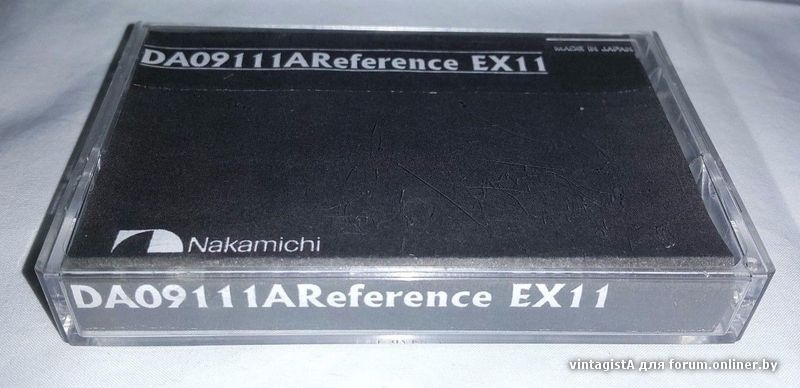 DA09111AReference EX11
MADE IN JAPAN
Nakamichi
DA09111AReference EX11
vintagistA для forum.onliner.by